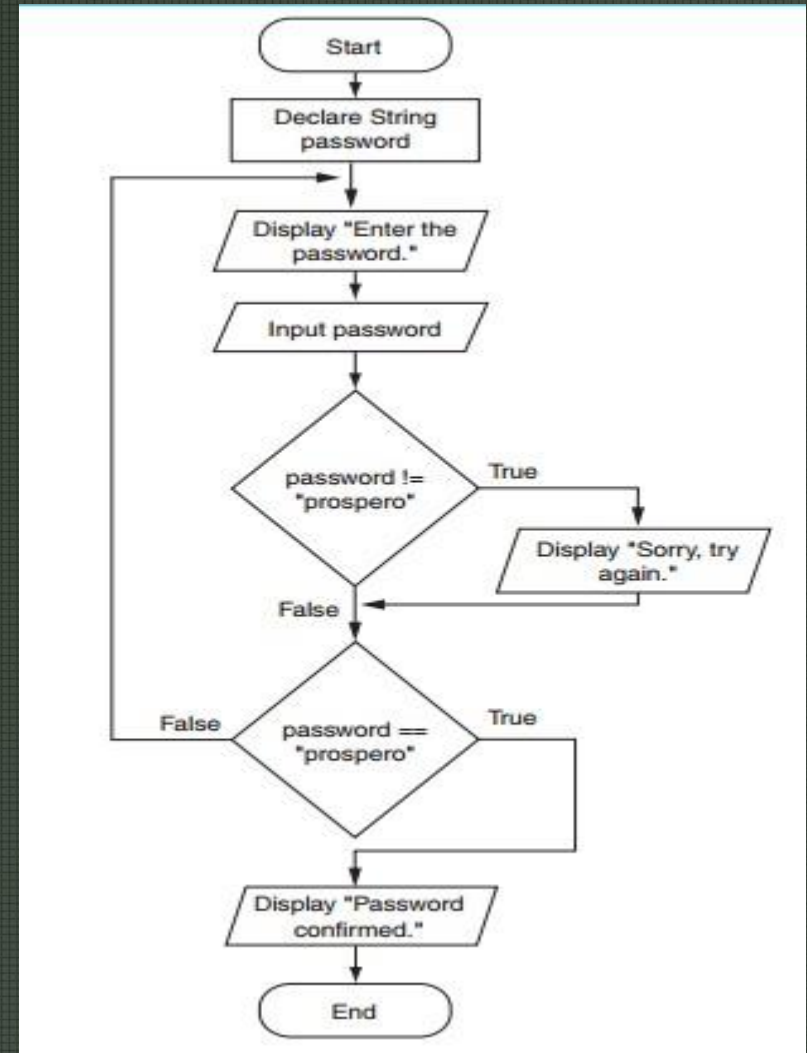 Start
Declare String
password
Display "Enter the
password."
Input password
password !=
"prospero"
True
Display "Sorry, try
again."
False
password ==
"prospero"
False
True
Display "Password
confirmed."
End